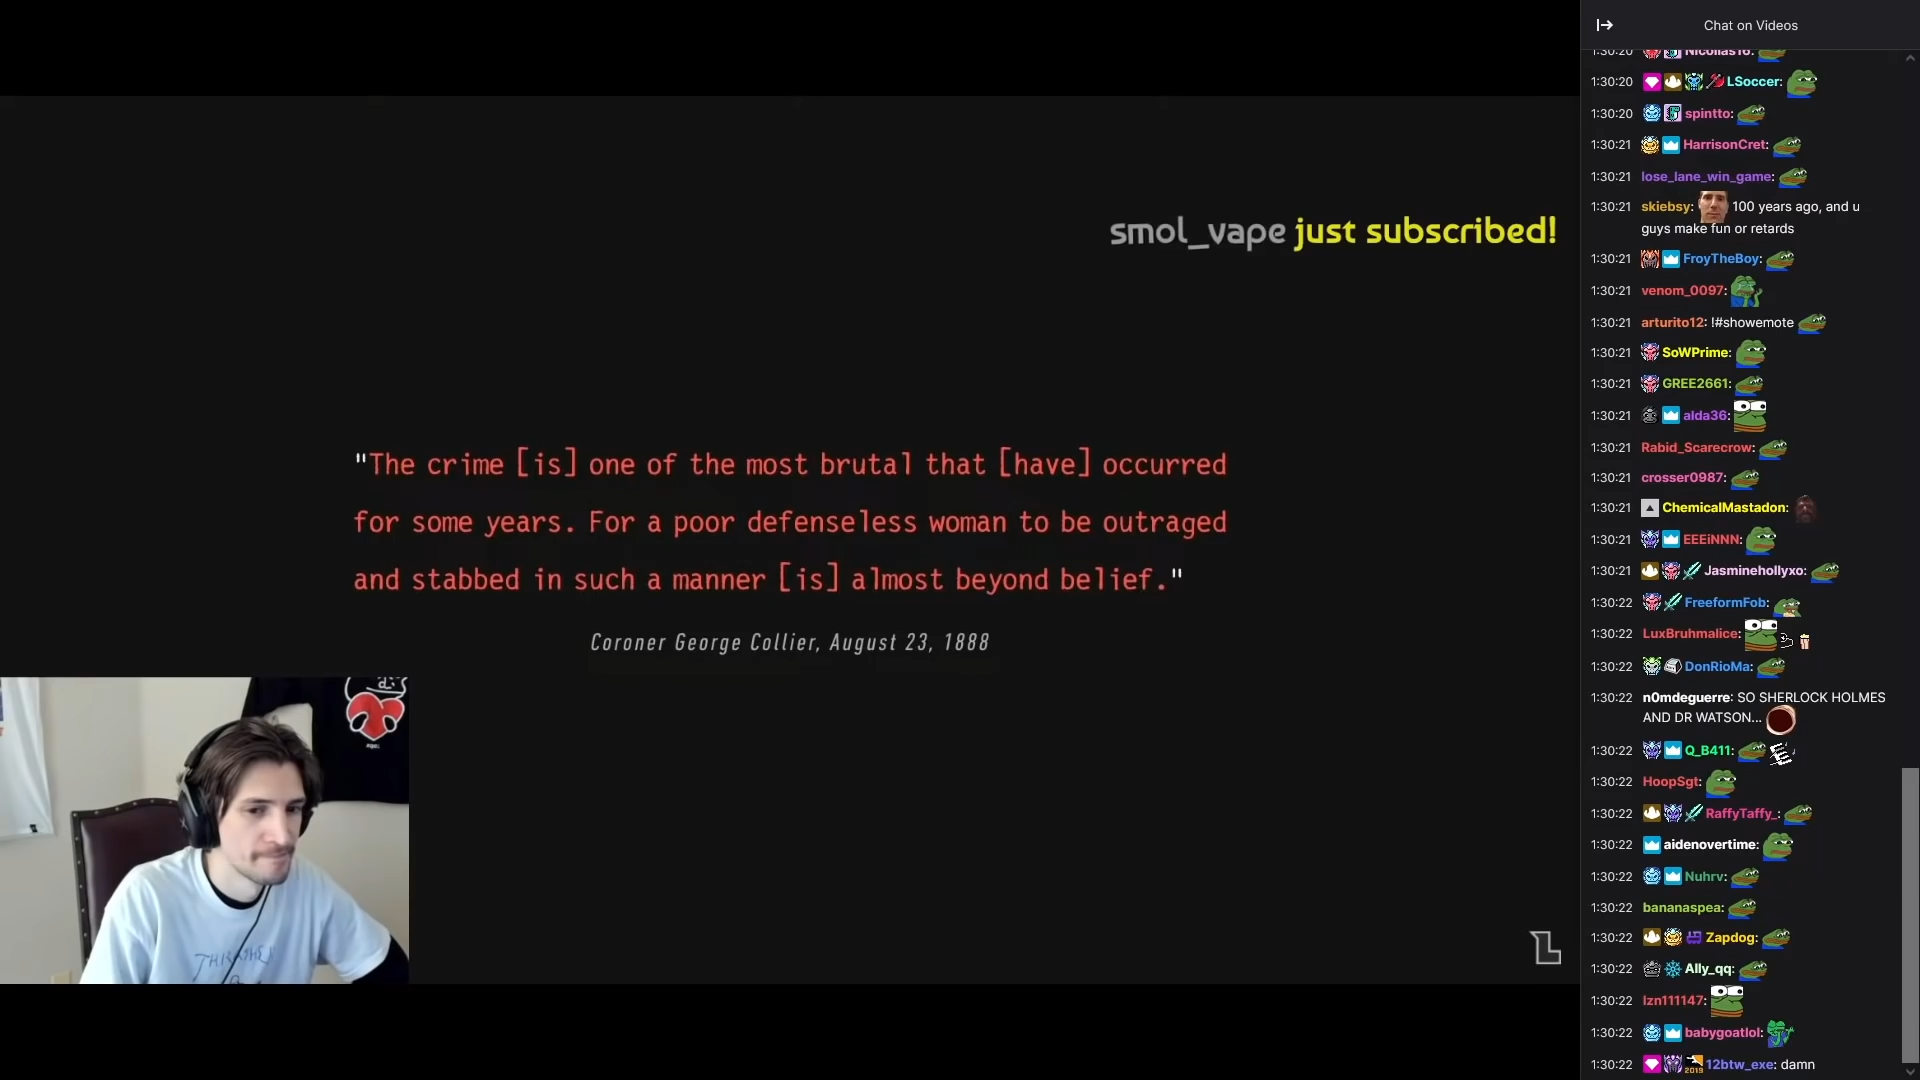 smol_vape just subscribed!
"The crime [is] one of the most brutal that [have] occurred
for some years. For a poor defenseless woman to be outraged
and stabbed in such a manner [is] almost beyond belief."
Coroner George Collier, August 23, 1888
Chat on Videos
1:30:20 Nicollas16:
1:30:20 LSoccer:
1:30:20 spintto:
1:30:21 HarrisonCret:
1:30:21 lose_lane_win_game:
1:30:21 skiebsy: 100 years ago, and u
guys make fun or retards
1:30:21 FroyTheBoy:
1:30:21 venom_0097:
1:30:21 arturito12: !#showemote
1:30:21 SoWPrime:
1:30:21 GREE2661:
1:30:21 alda36:
1:30:21 Rabid_Scarecrow:
1:30:21 crosser0987:
1:30:21 ChemicalMastadon:
1:30:21 EEEiNNN:
1:30:21 Jasminehollyxo:
1:30:22 FreeformFob:
1:30:22 LuxBruhmalice:
1:30:22 DonRioMa:
1:30:22 n0mdeguerre: SO SHERLOCK HOLMES
AND DR WATSON...
1:30:22 Q_B411:
1:30:22 HoopSgt:
1:30:22 RaffyTaffy_:
1:30:22 aidenovertime:
1:30:22 Nuhrv:
1:30:22 bananaspea:
1:30:22 Zapdog:
1:30:22 Ally_qq:
1:30:22 lzn111147:
1:30:22 babygoatlol:
1:30:22 2019 12btw_exe: damn